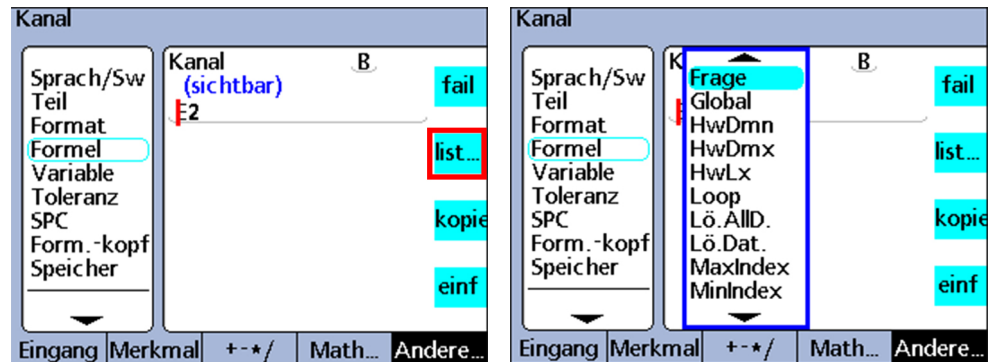 Kanal
Sprach/Sw
Teil
Format
Formel
Variable
Toleranz
SPC
Form.-kopf
Speicher
Kanal B
(sichtbar)
E2
fail
list...
kopie
einf
Eingang Merkmal +-*/ Math... Andere...
Kanal
Sprach/Sw
Teil
Format
Formel
Variable
Toleranz
SPC
Form.-kopf
Speicher
K B
Frage
Global
HwDmn
HwDmx
HwLx
Loop
Lö.AllD.
Lö.Dat.
MaxIndex
MinIndex
fail
list...
kopie
einf
Eingang Merkmal +-*/ Math... Andere...